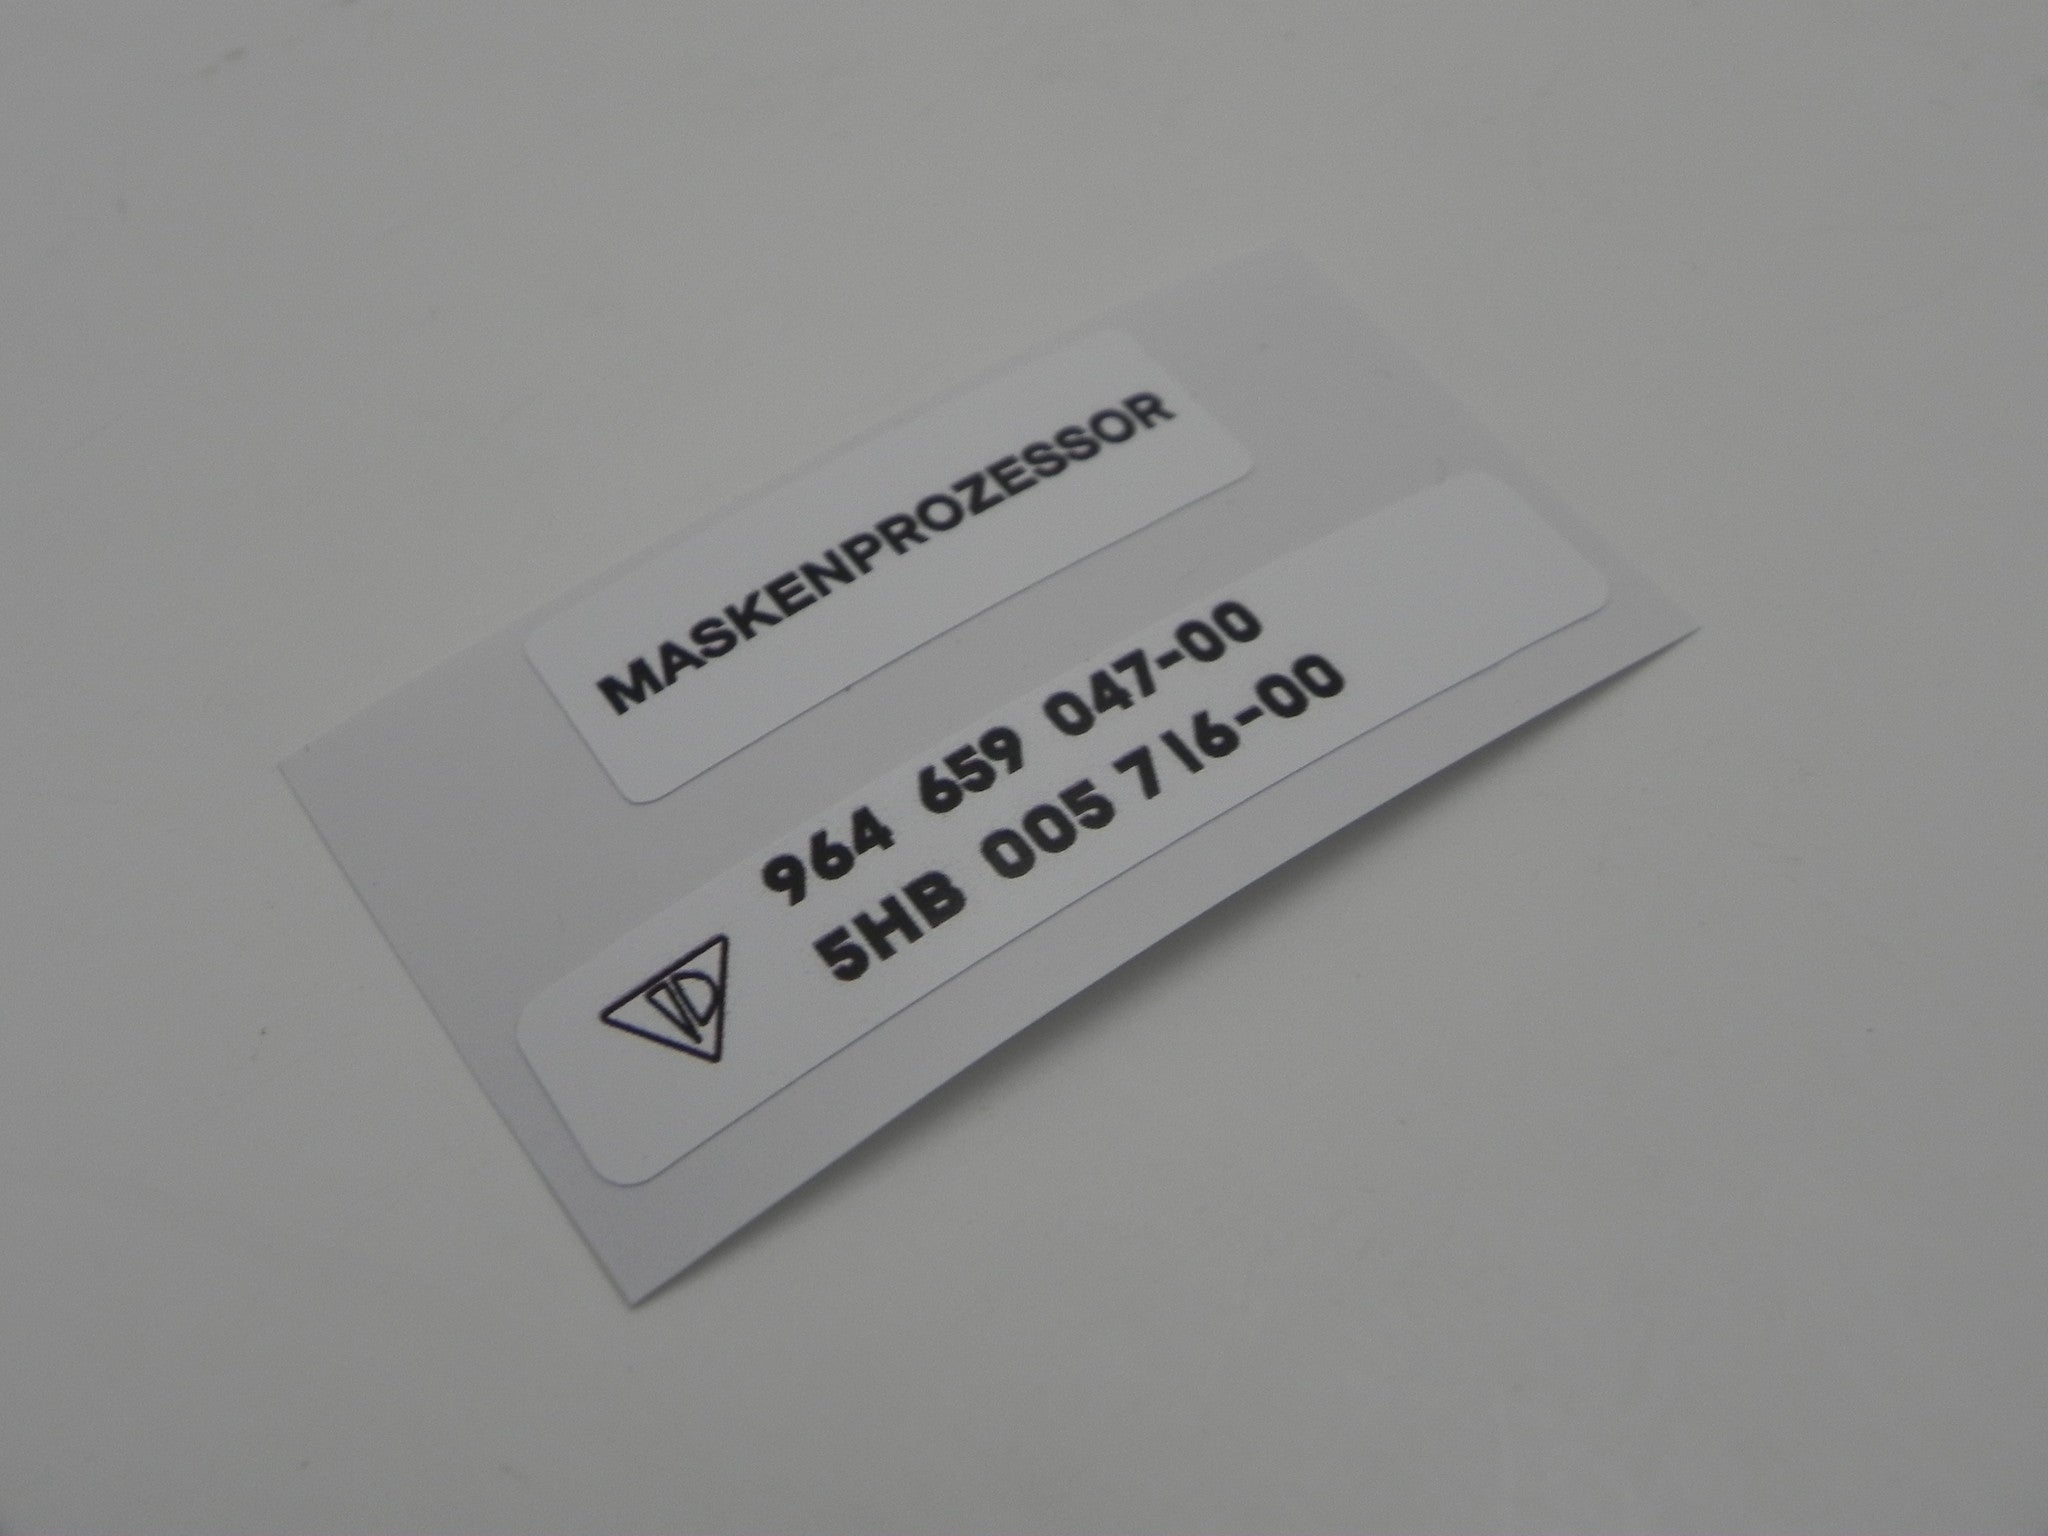 MASKENPROZESSOR
964 659 047-00
5HB 005 716-00